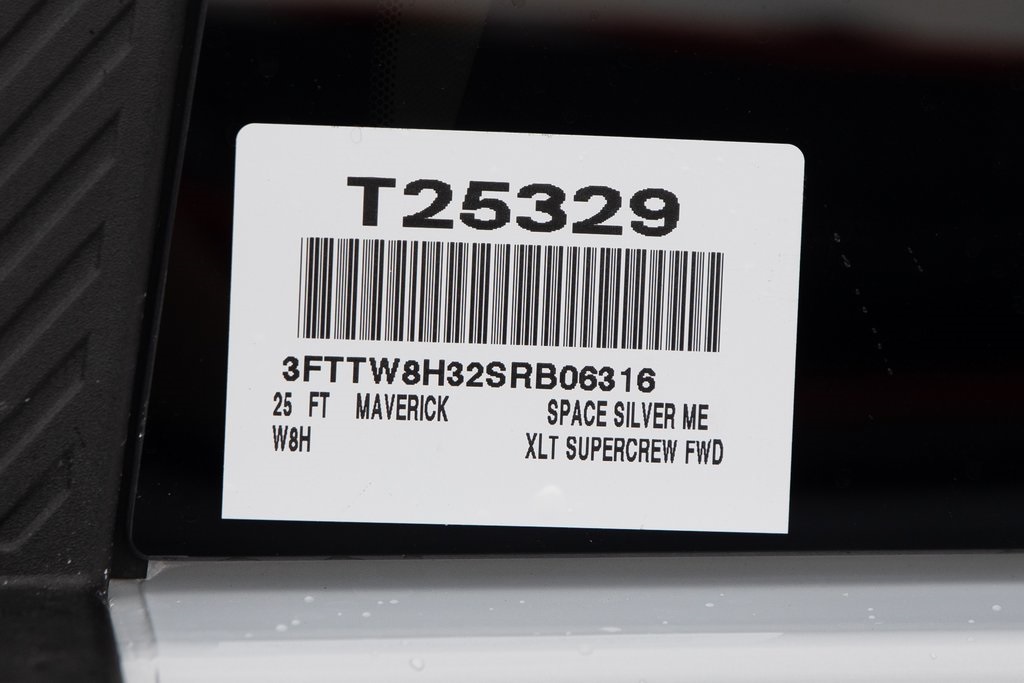 T25329
3FTTW8H32SRB06316
25 FT MAVERICK SPACE SILVER ME
W8H XLT SUPERCREW FWD